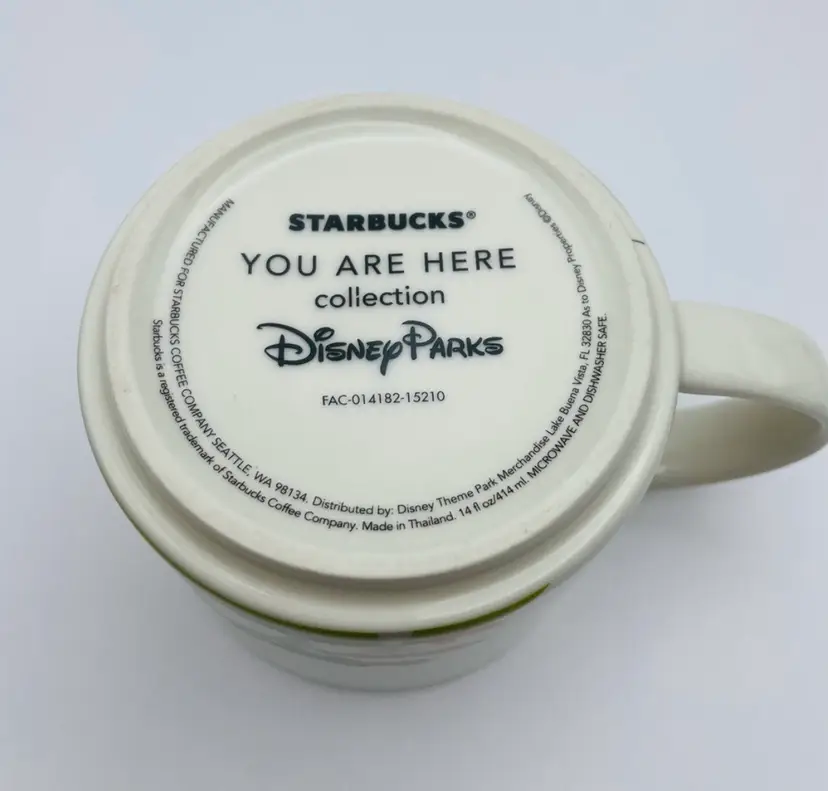 STARBUCKS®
YOU ARE HERE
collection
Disney Parks
FAC-014182-15210
MANUFACTURED FOR STARBUCKS COFFEE COMPANY SEATTLE, WA 98134. Distributed by: Disney Theme Park Merchandise Lake Buena Vista, FL 32830 As to Disney Properties ©Disney
Starbucks is a registered trademark of Starbucks Coffee Company. Made in Thailand. 14 fl oz/414 ml. MICROWAVE AND DISHWASHER SAFE.